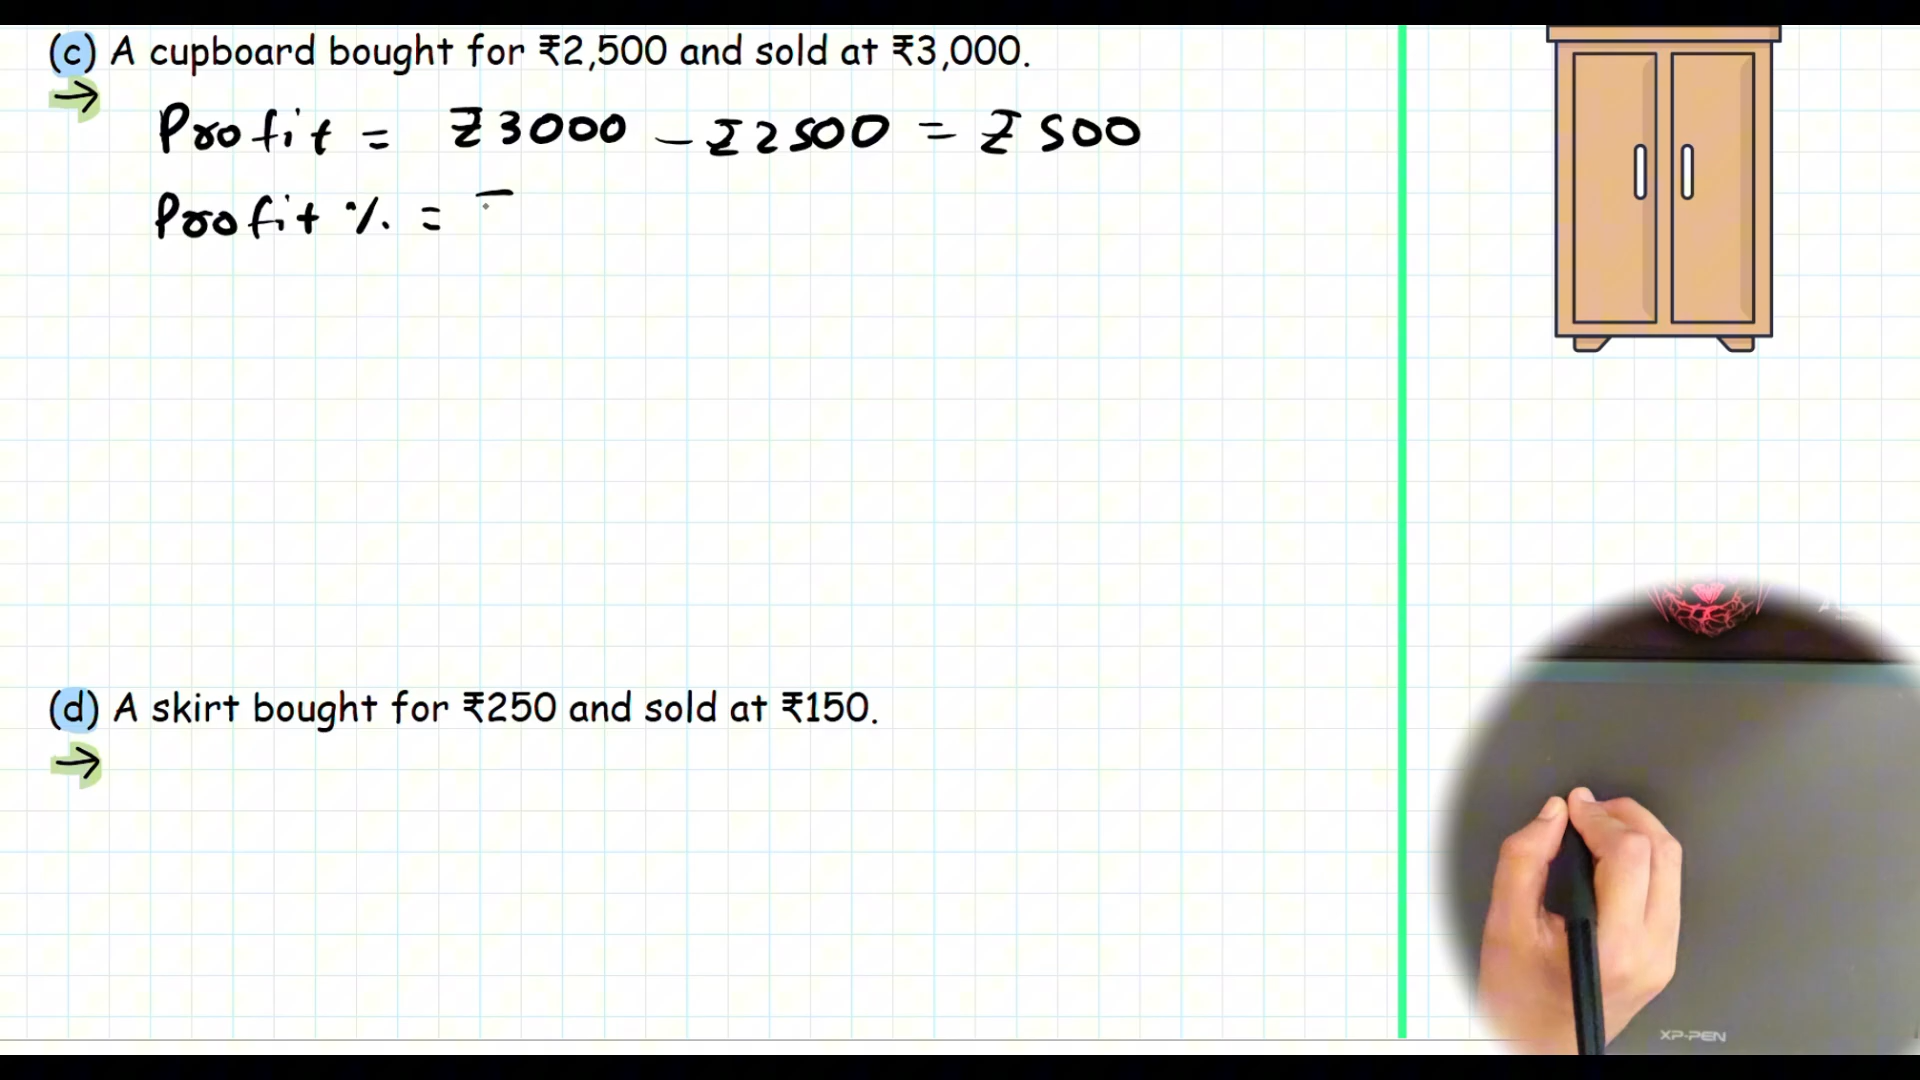 (c) A cupboard bought for ₹2,500 and sold at ₹3,000.
→
Profit = ₹3000 - ₹2500 = ₹500
Profit % =
(d) A skirt bought for ₹250 and sold at ₹150.
→
XP-PEN